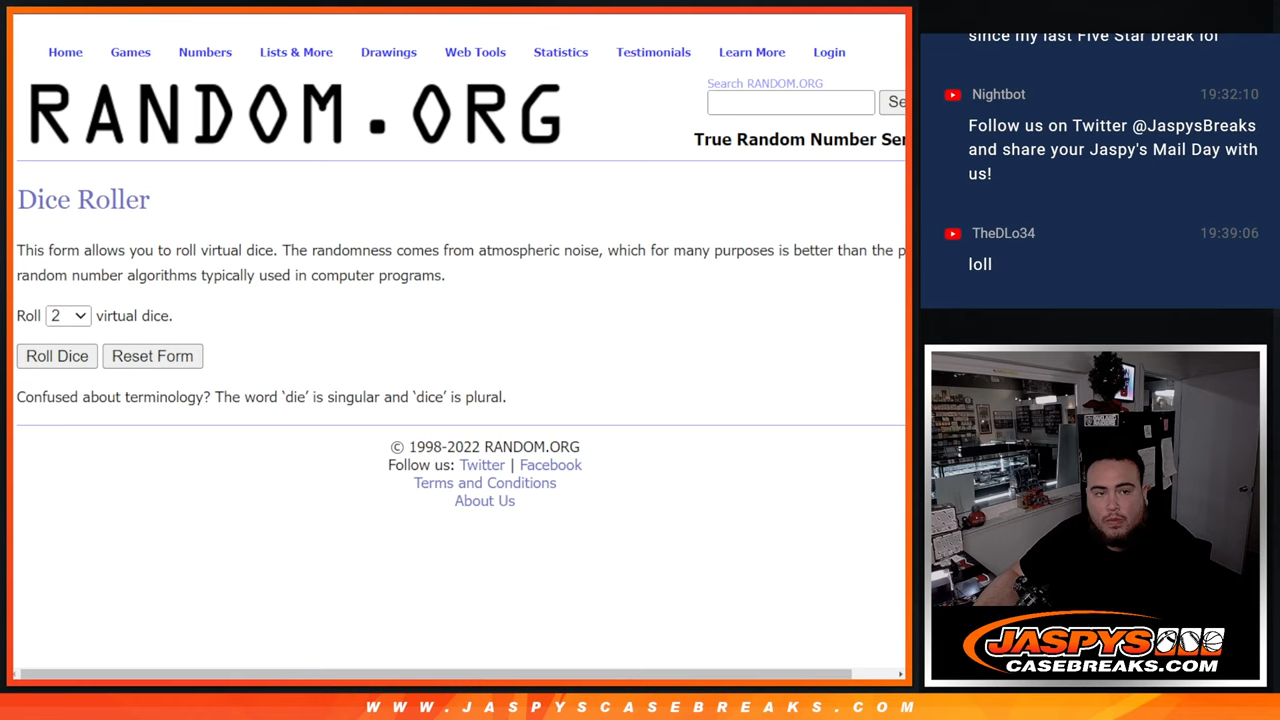 Home Games Numbers Lists & More Drawings Web Tools Statistics Testimonials Learn More Login
RANDOM.ORG
Search RANDOM.ORG
Se
True Random Number Ser
Dice Roller
This form allows you to roll virtual dice. The randomness comes from atmospheric noise, which for many purposes is better than the p
random number algorithms typically used in computer programs.
Roll 2 virtual dice.
Roll Dice Reset Form
Confused about terminology? The word ‘die’ is singular and ‘dice’ is plural.
© 1998-2022 RANDOM.ORG
Follow us: Twitter | Facebook
Terms and Conditions
About Us
since my last Five Star break lol
Nightbot 19:32:10
Follow us on Twitter @JaspysBreaks
and share your Jaspy's Mail Day with
us!
TheDLo34 19:39:06
loll
JASPYS
CASEBREAKS.COM
WWW.JASPYSCASEBREAKS.COM